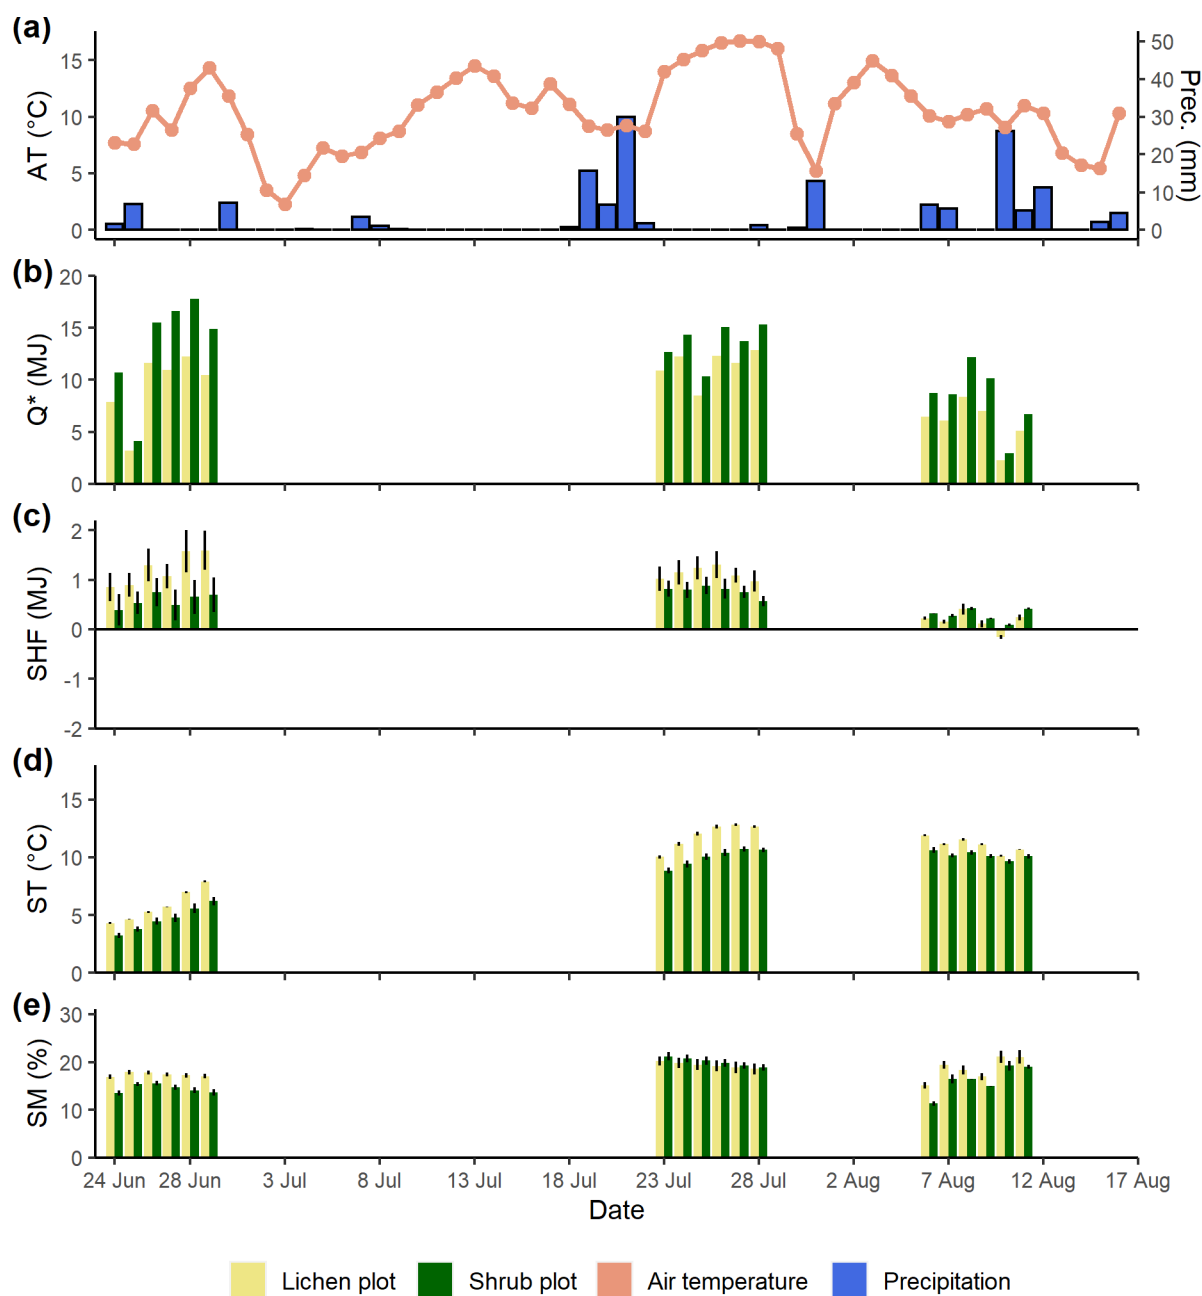 (a)
AT (°C)
15
10
5
0
50
40
30
20
10
0
Prec. (mm)
(b)
Q* (MJ)
20
15
10
5
0
(c)
SHF (MJ)
2
1
0
-1
-2
(d)
ST (°C)
15
10
5
0
(e)
SM (%)
30
20
10
0
24 Jun 28 Jun 3 Jul 8 Jul 13 Jul 18 Jul 23 Jul 28 Jul 2 Aug 7 Aug 12 Aug 17 Aug
Date
Lichen plot Shrub plot Air temperature Precipitation